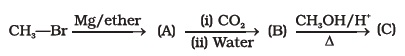 CH₃—Br Mg/ether (A) (i) CO₂ (ii) Water (B) CH₃OH/H⁺ Δ (C)